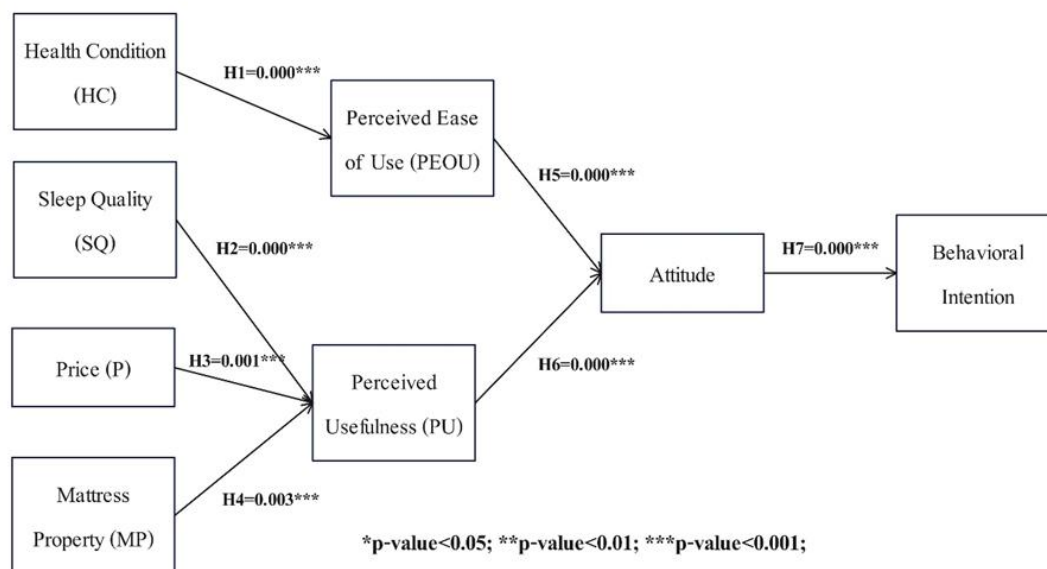 Health Condition
(HC)
H1=0.000***
Perceived Ease
of Use (PEOU)
Sleep Quality
(SQ)
H2=0.000***
H5=0.000***
Attitude
H7=0.000***
Behavioral
Intention
Price (P)
H3=0.001***
Perceived
Usefulness (PU)
H6=0.000***
Mattress
Property (MP)
H4=0.003***
*p-value<0.05; **p-value<0.01; ***p-value<0.001;